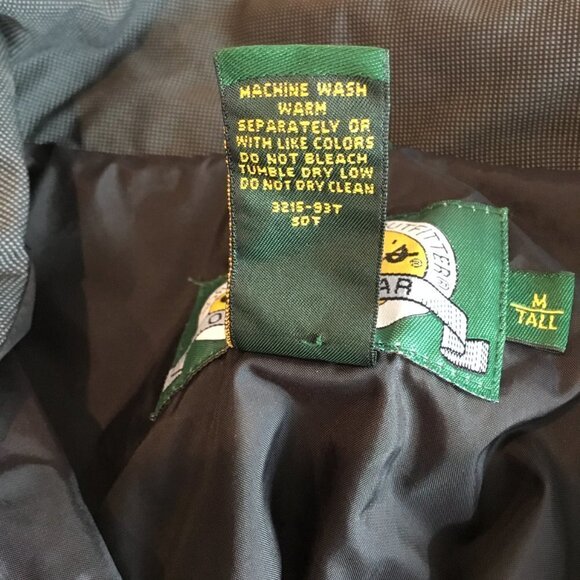 MACHINE WASH
WARM
SEPARATELY OR
WITH LIKE COLORS
DO NOT BLEACH
TUMBLE DRY LOW
DO NOT DRY CLEAN
3215-93T
SDT
M
TALL